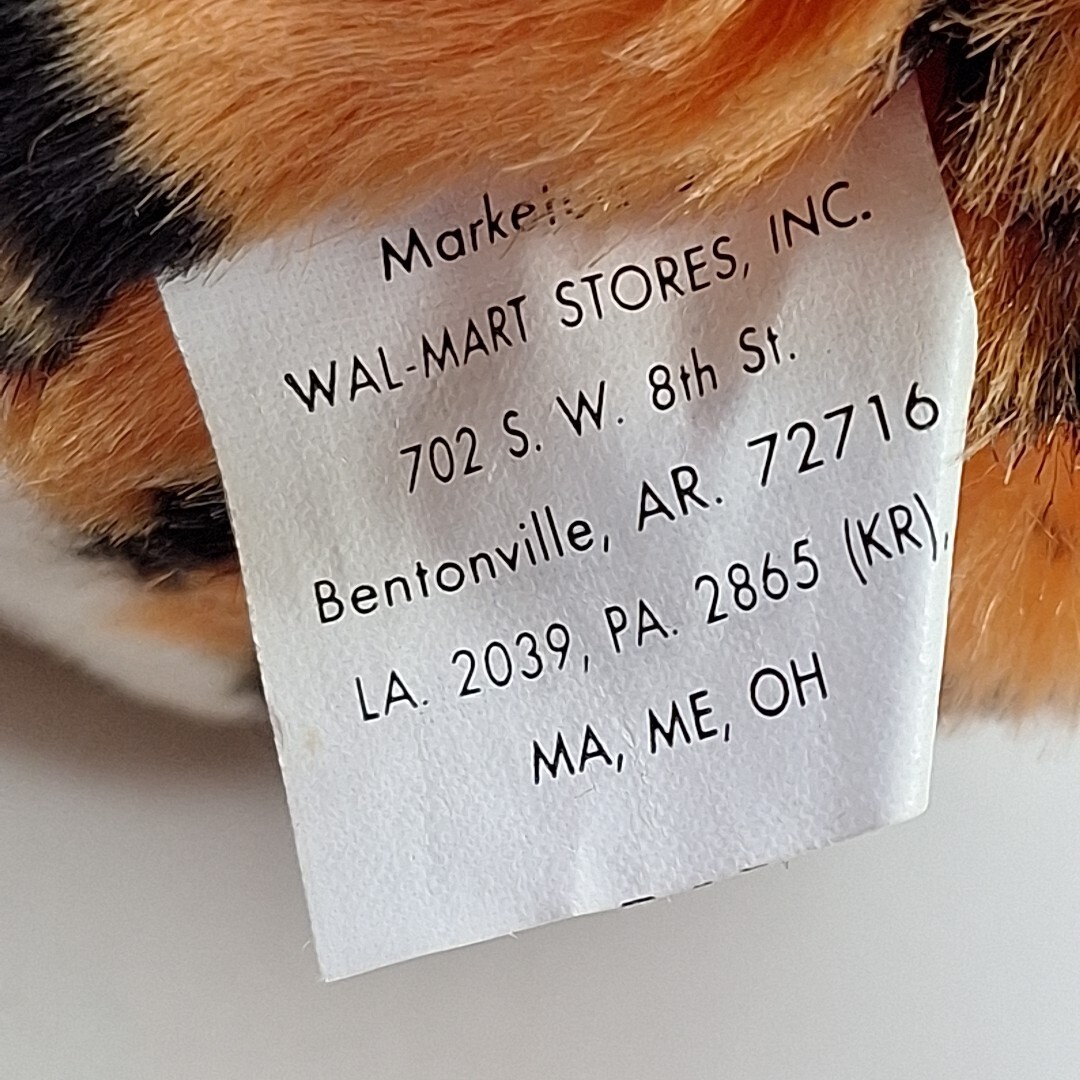 WAL-MART STORES, INC.
702 S. W. 8th St.
Bentonville, AR. 72716
LA. 2039, PA. 2865 (KR),
MA, ME, OH